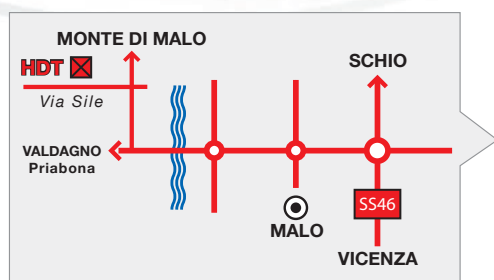 MONTE DI MALO
HDT
SCHIO
Via Sile
VALDAGNO
Priabona
SS46
MALO
VICENZA